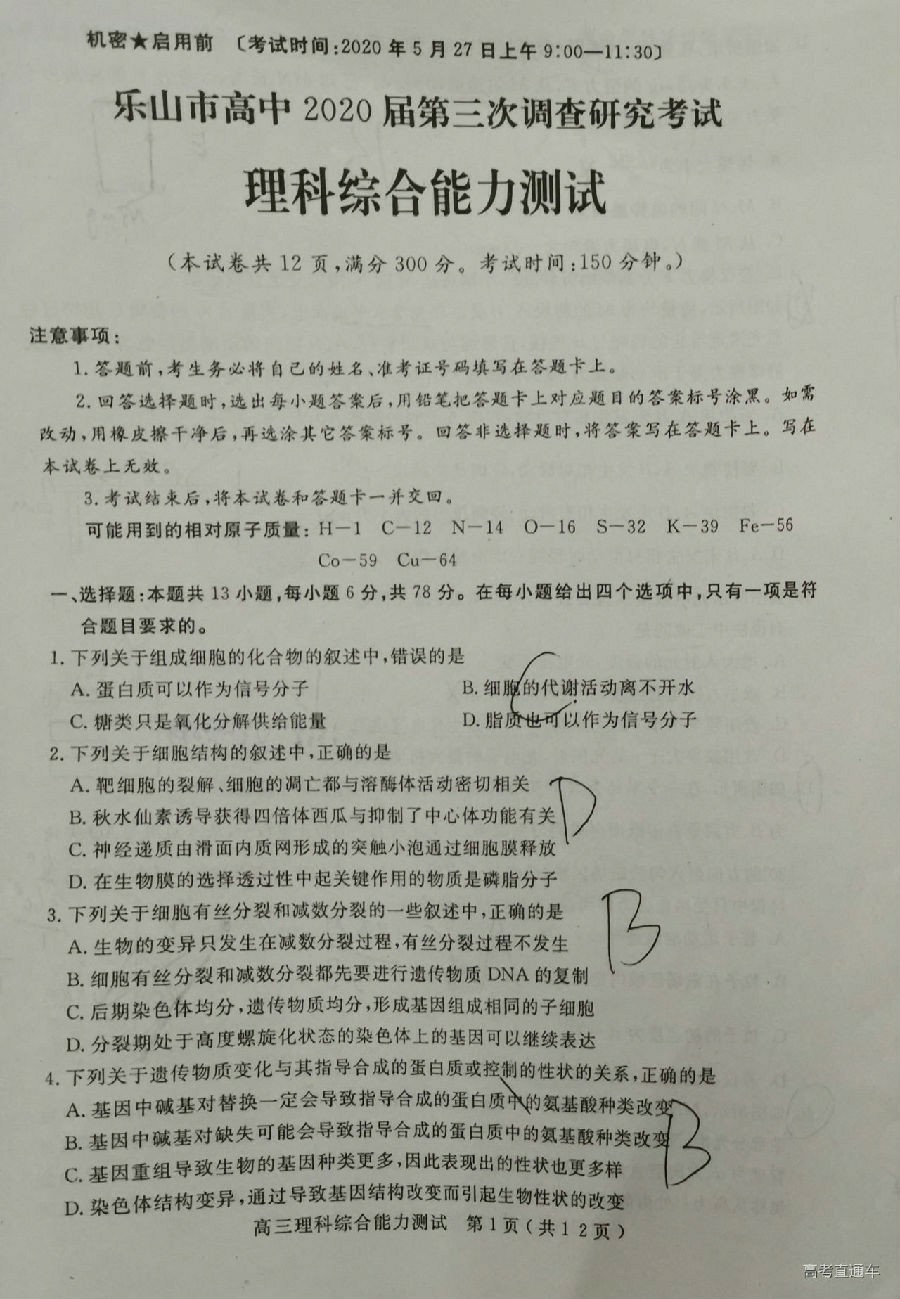 机密★启用前 〔考试时间:2020年5月27日上午9:00—11:30〕
乐山市高中2020届第三次调查研究考试
理科综合能力测试
(本试卷共12页,满分300分。考试时间:150分钟。)
注意事项:
1.答题前,考生务必将自己的姓名、准考证号码填写在答题卡上。
2.回答选择题时,选出每小题答案后,用铅笔把答题卡上对应题目的答案标号涂黑。如需
改动,用橡皮擦干净后,再选涂其它答案标号。回答非选择题时,将答案写在答题卡上。写在
本试卷上无效。
3.考试结束后,将本试卷和答题卡一并交回。
可能用到的相对原子质量: H—1 C—12 N—14 O—16 S—32 K—39 Fe—56
Co—59 Cu—64
一、选择题:本题共13小题,每小题6分,共78分。在每小题给出四个选项中,只有一项是符
合题目要求的。
1.下列关于组成细胞的化合物的叙述中,错误的是
A.蛋白质可以作为信号分子 B.细胞的代谢活动离不开水
C
C.糖类只是氧化分解供给能量 D.脂质也可以作为信号分子
2.下列关于细胞结构的叙述中,正确的是
A.靶细胞的裂解、细胞的凋亡都与溶酶体活动密切相关
B.秋水仙素诱导获得四倍体西瓜与抑制了中心体功能有关
D
C.神经递质由滑面内质网形成的突触小泡通过细胞膜释放
D.在生物膜的选择透过性中起关键作用的物质是磷脂分子
3.下列关于细胞有丝分裂和减数分裂的一些叙述中,正确的是
A.生物的变异只发生在减数分裂过程,有丝分裂过程不发生
B
B.细胞有丝分裂和减数分裂都先要进行遗传物质DNA的复制
C.后期染色体均分,遗传物质均分,形成基因组成相同的子细胞
D.分裂期处于高度螺旋化状态的染色体上的基因可以继续表达
4.下列关于遗传物质变化与其指导合成的蛋白质或控制的性状的关系,正确的是
A.基因中碱基对替换一定会导致指导合成的蛋白质中的氨基酸种类改变
B.基因中碱基对缺失可能会导致指导合成的蛋白质中的氨基酸种类改变
B
C.基因重组导致生物的基因种类更多,因此表现出的性状也更多样
D.染色体结构变异,通过导致基因结构改变而引起生物性状的改变
高三理科综合能力测试 第1页(共12页)
高考直通车